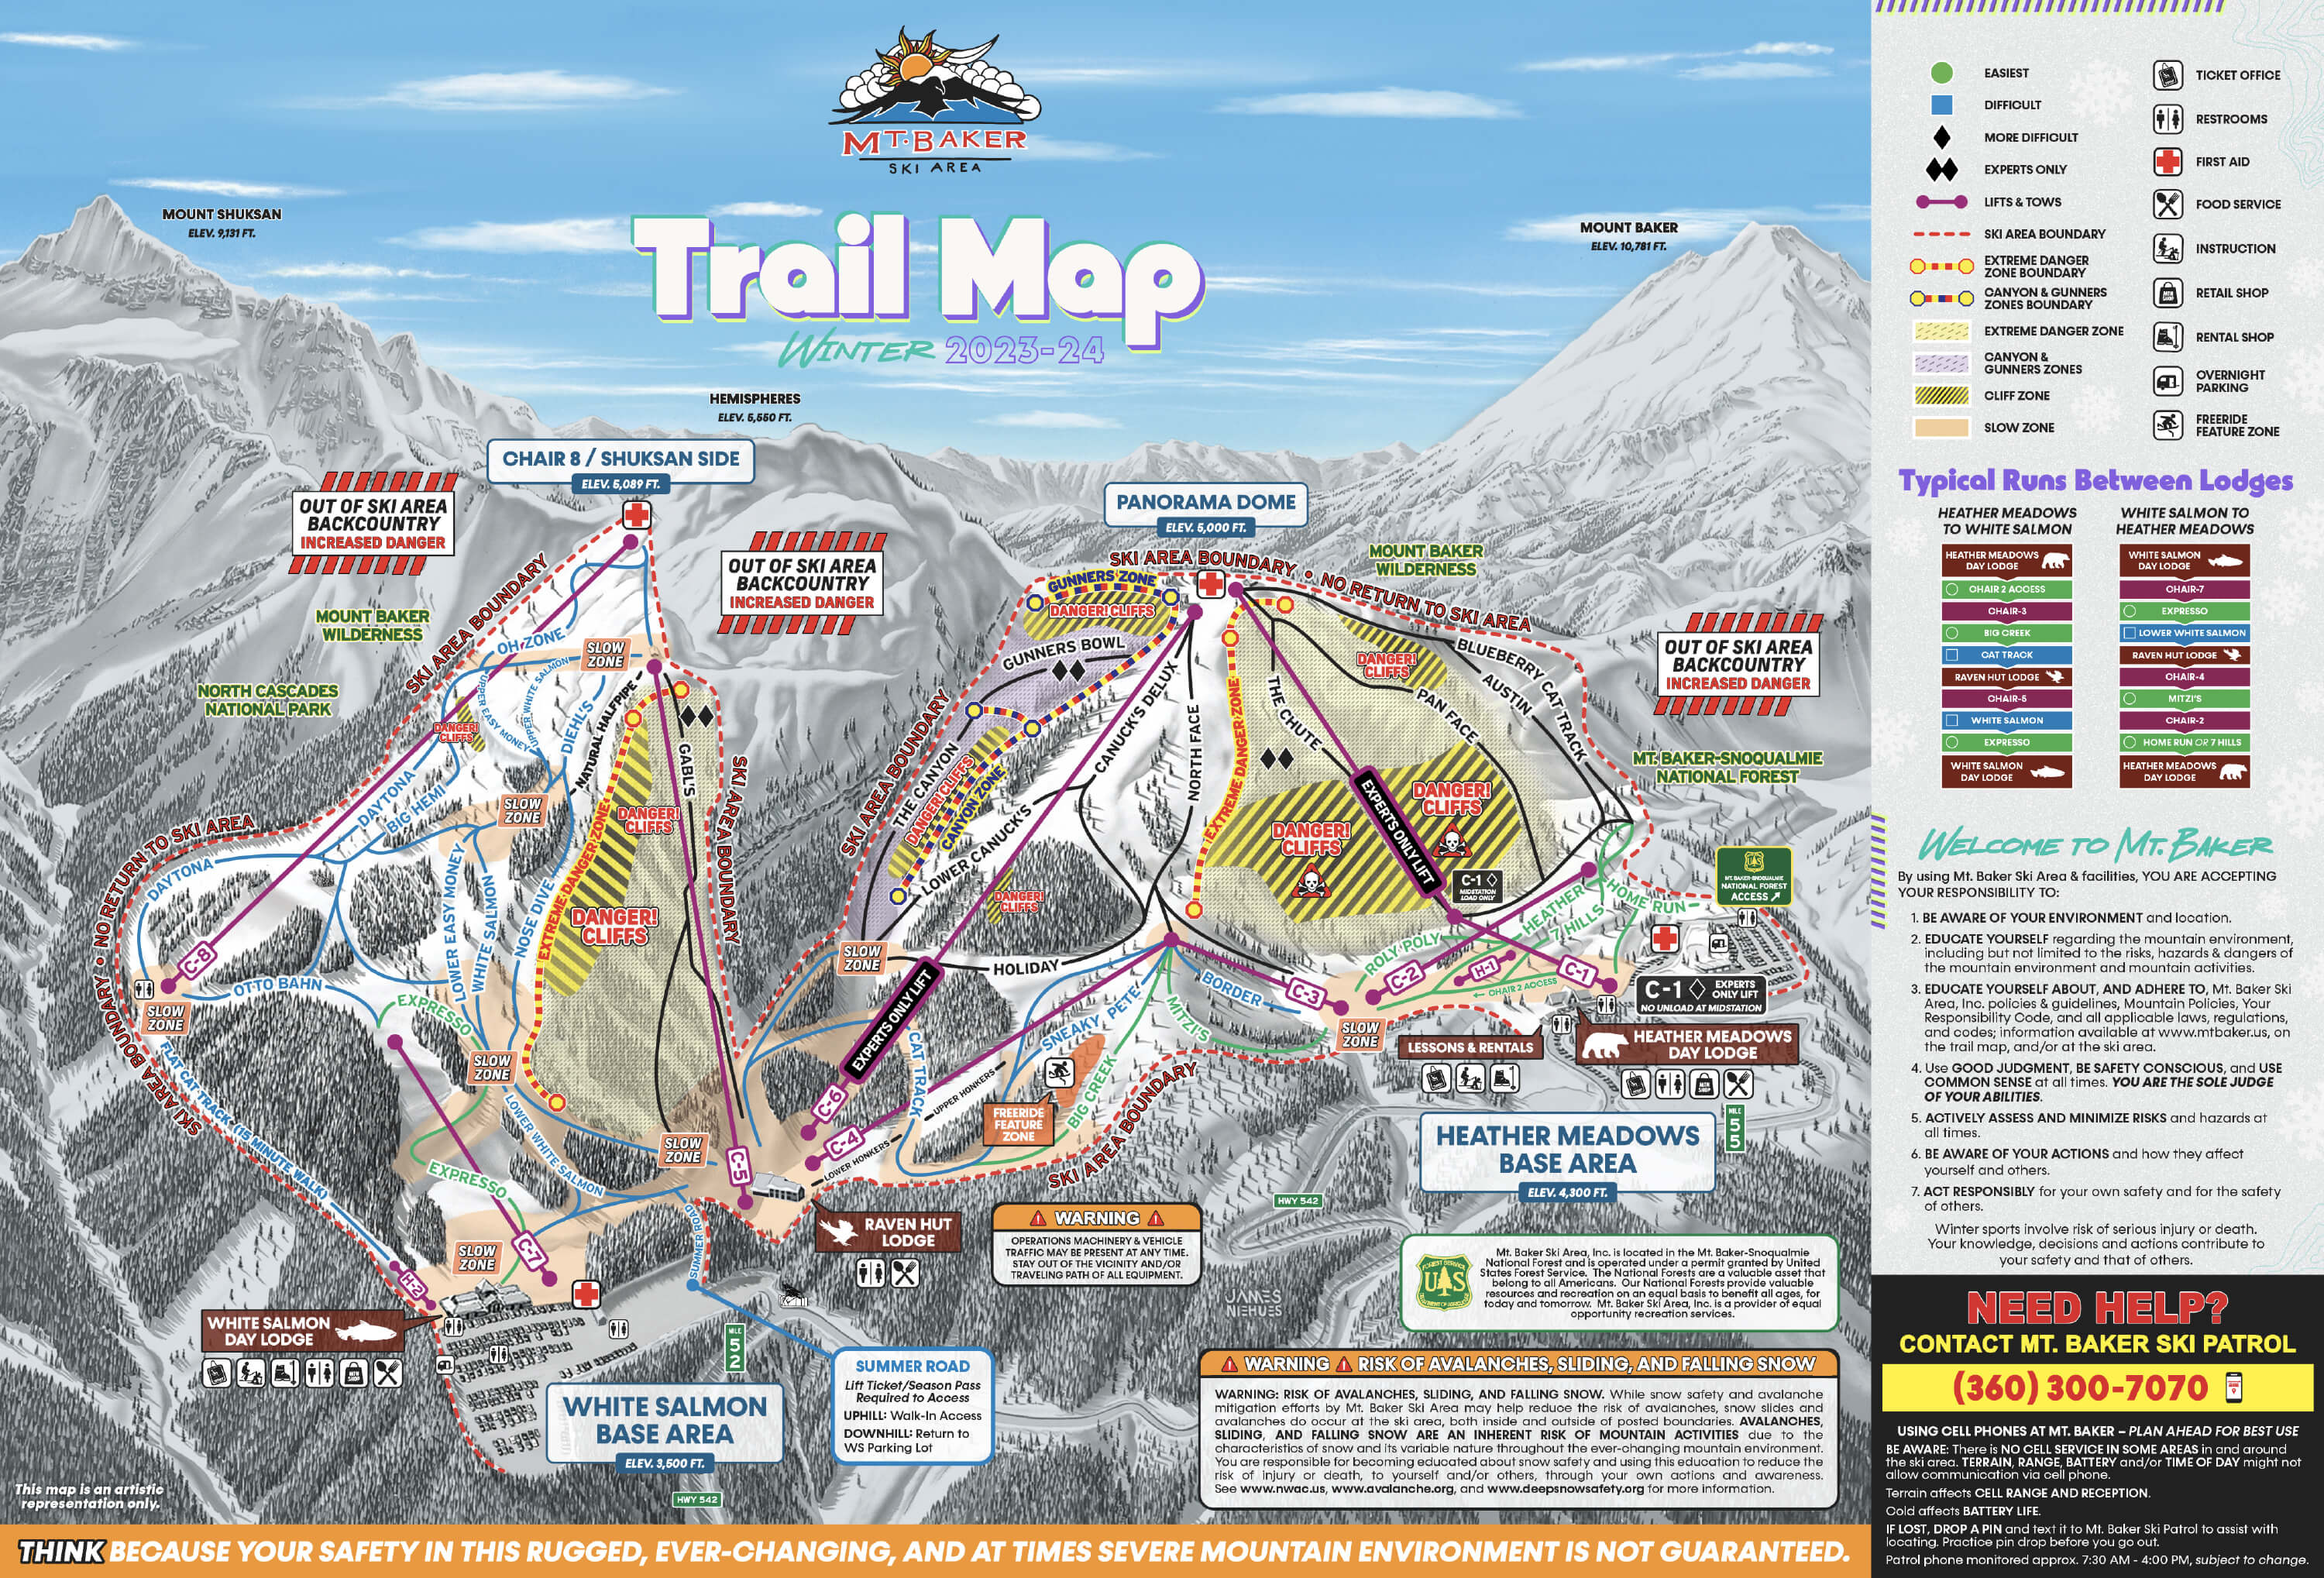 MT. BAKER
SKI AREA
Trail Map
WINTER 2023-24
MOUNT SHUKSAN
ELEV. 9,131 FT.
MOUNT BAKER
ELEV. 10,781 FT.
HEMISPHERES
ELEV. 5,550 FT.
CHAIR 8 / SHUKSAN SIDE
ELEV. 5,089 FT.
PANORAMA DOME
ELEV. 5,000 FT.
OUT OF SKI AREA
BACKCOUNTRY
INCREASED DANGER
OUT OF SKI AREA
BACKCOUNTRY
INCREASED DANGER
OUT OF SKI AREA
BACKCOUNTRY
INCREASED DANGER
MOUNT BAKER
WILDERNESS
NORTH CASCADES
NATIONAL PARK
MOUNT BAKER
WILDERNESS
MT. BAKER-SNOQUALMIE
NATIONAL FOREST
SKI AREA BOUNDARY
SKI AREA BOUNDARY • NO RETURN TO SKI AREA
SKI AREA BOUNDARY
OH ZONE
SLOW
ZONE
UPPER EASY MONEY
UPPER WHITE SALMON
DIEHL'S
NATURAL HALFPIPE
DANGER!
CLIFFS
DAYTONA
BIG HEMI
SLOW
ZONE
GABL'S
DANGER!
CLIFFS
DANGER!
CLIFFS
EXTREME DANGER ZONE
SKI AREA BOUNDARY
DAYTONA
C-8
OTTO BAHN
LOWER EASY MONEY
WHITE SALMON
NOSE DIVE
EXPRESSO
SLOW
ZONE
SLOW
ZONE
FLAT CAT TRACK (15 MINUTE WALK)
LOWER WHITE SALMON
EXPRESSO
SLOW
ZONE
C-7
H-2
SLOW
ZONE
C-5
SUMMER ROAD
WHITE SALMON
DAY LODGE
MILE
52
WHITE SALMON
BASE AREA
ELEV. 3,500 FT.
HWY 542
SUMMER ROAD
Lift Ticket/Season Pass
Required to Access
UPHILL: Walk-In Access
DOWNHILL: Return to
WS Parking Lot
SKI AREA BOUNDARY • NO RETURN TO SKI AREA
GUNNERS ZONE
DANGER! CLIFFS
GUNNERS BOWL
SKI AREA BOUNDARY
THE CANYON
DANGER! CLIFFS
CANYON ZONE
CANUCK'S DELUX
NORTH FACE
LOWER CANUCK'S
DANGER!
CLIFFS
SLOW
ZONE
HOLIDAY
EXPERTS ONLY LIFT
C-6
C-4
CAT TRACK
UPPER HONKERS
LOWER HONKERS
SNEAKY PETE
MITZI'S
BORDER
BIG CREEK
FREERIDE
FEATURE
ZONE
SKI AREA BOUNDARY
RAVEN HUT
LODGE
EXTREME DANGER ZONE
THE CHUTE
DANGER!
CLIFFS
PAN FACE
AUSTIN
BLUEBERRY CAT TRACK
DANGER!
CLIFFS
DANGER!
CLIFFS
EXPERTS ONLY LIFT
C-1
MIDSTATION
LOAD ONLY
MT. BAKER-SNOQUALMIE
NATIONAL FOREST
ACCESS
HEATHER
HOME RUN
7 HILLS
ROLY POLY
C-3
C-2
H-1
C-1
CHAIR 2 ACCESS
SLOW
ZONE
C-1
EXPERTS
ONLY LIFT
NO UNLOAD AT MIDSTATION
LESSONS & RENTALS
HEATHER MEADOWS
DAY LODGE
HEATHER MEADOWS
BASE AREA
ELEV. 4,300 FT.
MILE
55
HWY 542
WARNING
OPERATIONS MACHINERY & VEHICLE
TRAFFIC MAY BE PRESENT AT ANY TIME.
STAY OUT OF THE VICINITY AND/OR
TRAVELING PATH OF ALL EQUIPMENT.
JAMES
NIEHUES
FOREST SERVICE
UAS
Mt. Baker Ski Area, Inc. is located in the Mt. Baker-Snoqualmie
National Forest and is operated under a permit granted by United
States Forest Service. The National Forests are a valuable asset that
belong to all Americans. Our National Forests provide valuable
resources and recreation on an equal basis to benefit all ages, for
today and tomorrow. Mt. Baker Ski Area, Inc. is a provider of equal
opportunity recreation services.
WARNING RISK OF AVALANCHES, SLIDING, AND FALLING SNOW
WARNING: RISK OF AVALANCHES, SLIDING, AND FALLING SNOW. While snow safety and avalanche
mitigation efforts by Mt. Baker Ski Area may help reduce the risk of avalanches, snow slides and
avalanches do occur at the ski area, both inside and outside of posted boundaries. AVALANCHES,
SLIDING, AND FALLING SNOW ARE AN INHERENT RISK OF MOUNTAIN ACTIVITIES due to the
characteristics of snow and its variable nature throughout the ever-changing mountain environment.
You are responsible for becoming educated about snow safety and using this education to reduce the
risk of injury or death, to yourself and/or others, through your own actions and awareness.
See www.nwac.us, www.avalanche.org, and www.deepsnowsafety.org for more information.
This map is an artistic
representation only.
THINK BECAUSE YOUR SAFETY IN THIS RUGGED, EVER-CHANGING, AND AT TIMES SEVERE MOUNTAIN ENVIRONMENT IS NOT GUARANTEED.
EASIEST
DIFFICULT
MORE DIFFICULT
EXPERTS ONLY
LIFTS & TOWS
SKI AREA BOUNDARY
EXTREME DANGER
ZONE BOUNDARY
CANYON & GUNNERS
ZONES BOUNDARY
EXTREME DANGER ZONE
CANYON &
GUNNERS ZONES
CLIFF ZONE
SLOW ZONE
TICKET OFFICE
RESTROOMS
FIRST AID
FOOD SERVICE
INSTRUCTION
RETAIL SHOP
RENTAL SHOP
OVERNIGHT
PARKING
FREERIDE
FEATURE ZONE
Typical Runs Between Lodges
HEATHER MEADOWS
TO WHITE SALMON
HEATHER MEADOWS
DAY LODGE
CHAIR 2 ACCESS
CHAIR-3
BIG CREEK
CAT TRACK
RAVEN HUT LODGE
CHAIR-5
WHITE SALMON
EXPRESSO
WHITE SALMON
DAY LODGE
WHITE SALMON TO
HEATHER MEADOWS
WHITE SALMON
DAY LODGE
CHAIR-7
EXPRESSO
LOWER WHITE SALMON
RAVEN HUT LODGE
CHAIR-4
MITZI'S
CHAIR-2
HOME RUN OR 7 HILLS
HEATHER MEADOWS
DAY LODGE
WELCOME TO MT. BAKER
By using Mt. Baker Ski Area & facilities, YOU ARE ACCEPTING
YOUR RESPONSIBILITY TO:
1. BE AWARE OF YOUR ENVIRONMENT and location.
2. EDUCATE YOURSELF regarding the mountain environment,
including but not limited to the risks, hazards & dangers of
the mountain environment and mountain activities.
3. EDUCATE YOURSELF ABOUT, AND ADHERE TO, Mt. Baker Ski
Area, Inc. policies & guidelines, Mountain Policies, Your
Responsibility Code, and all applicable laws, regulations,
and codes; information available at www.mtbaker.us, on
the trail map, and/or at the ski area.
4. Use GOOD JUDGMENT, BE SAFETY CONSCIOUS, and USE
COMMON SENSE at all times. YOU ARE THE SOLE JUDGE
OF YOUR ABILITIES.
5. ACTIVELY ASSESS AND MINIMIZE RISKS and hazards at
all times.
6. BE AWARE OF YOUR ACTIONS and how they affect
yourself and others.
7. ACT RESPONSIBLY for your own safety and for the safety
of others.
Winter sports involve risk of serious injury or death.
Your knowledge, decisions and actions contribute to
your safety and that of others.
NEED HELP?
CONTACT MT. BAKER SKI PATROL
(360) 300-7070
USING CELL PHONES AT MT. BAKER – PLAN AHEAD FOR BEST USE
BE AWARE: There is NO CELL SERVICE IN SOME AREAS in and around
the ski area. TERRAIN, RANGE, BATTERY and/or TIME OF DAY might not
allow communication via cell phone.
Terrain affects CELL RANGE AND RECEPTION.
Cold affects BATTERY LIFE.
IF LOST, DROP A PIN and text it to Mt. Baker Ski Patrol to assist with
locating. Practice pin drop before you go out.
Patrol phone monitored approx. 7:30 AM - 4:00 PM, subject to change.